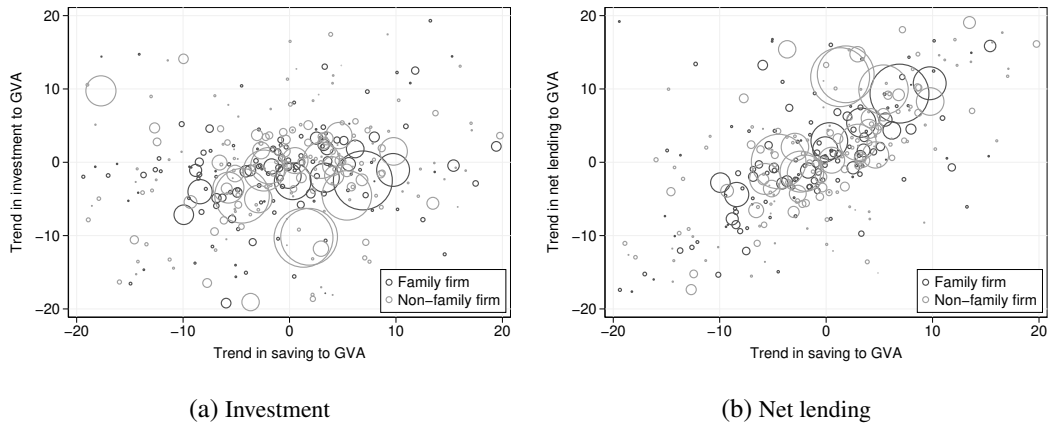 20
10
0
−10
−20
−20
−10
0
10
20
Trend in investment to GVA
Trend in saving to GVA
Family firm
Non−family firm
(a) Investment
20
10
0
−10
−20
−20
−10
0
10
20
Trend in net lending to GVA
Trend in saving to GVA
Family firm
Non−family firm
(b) Net lending